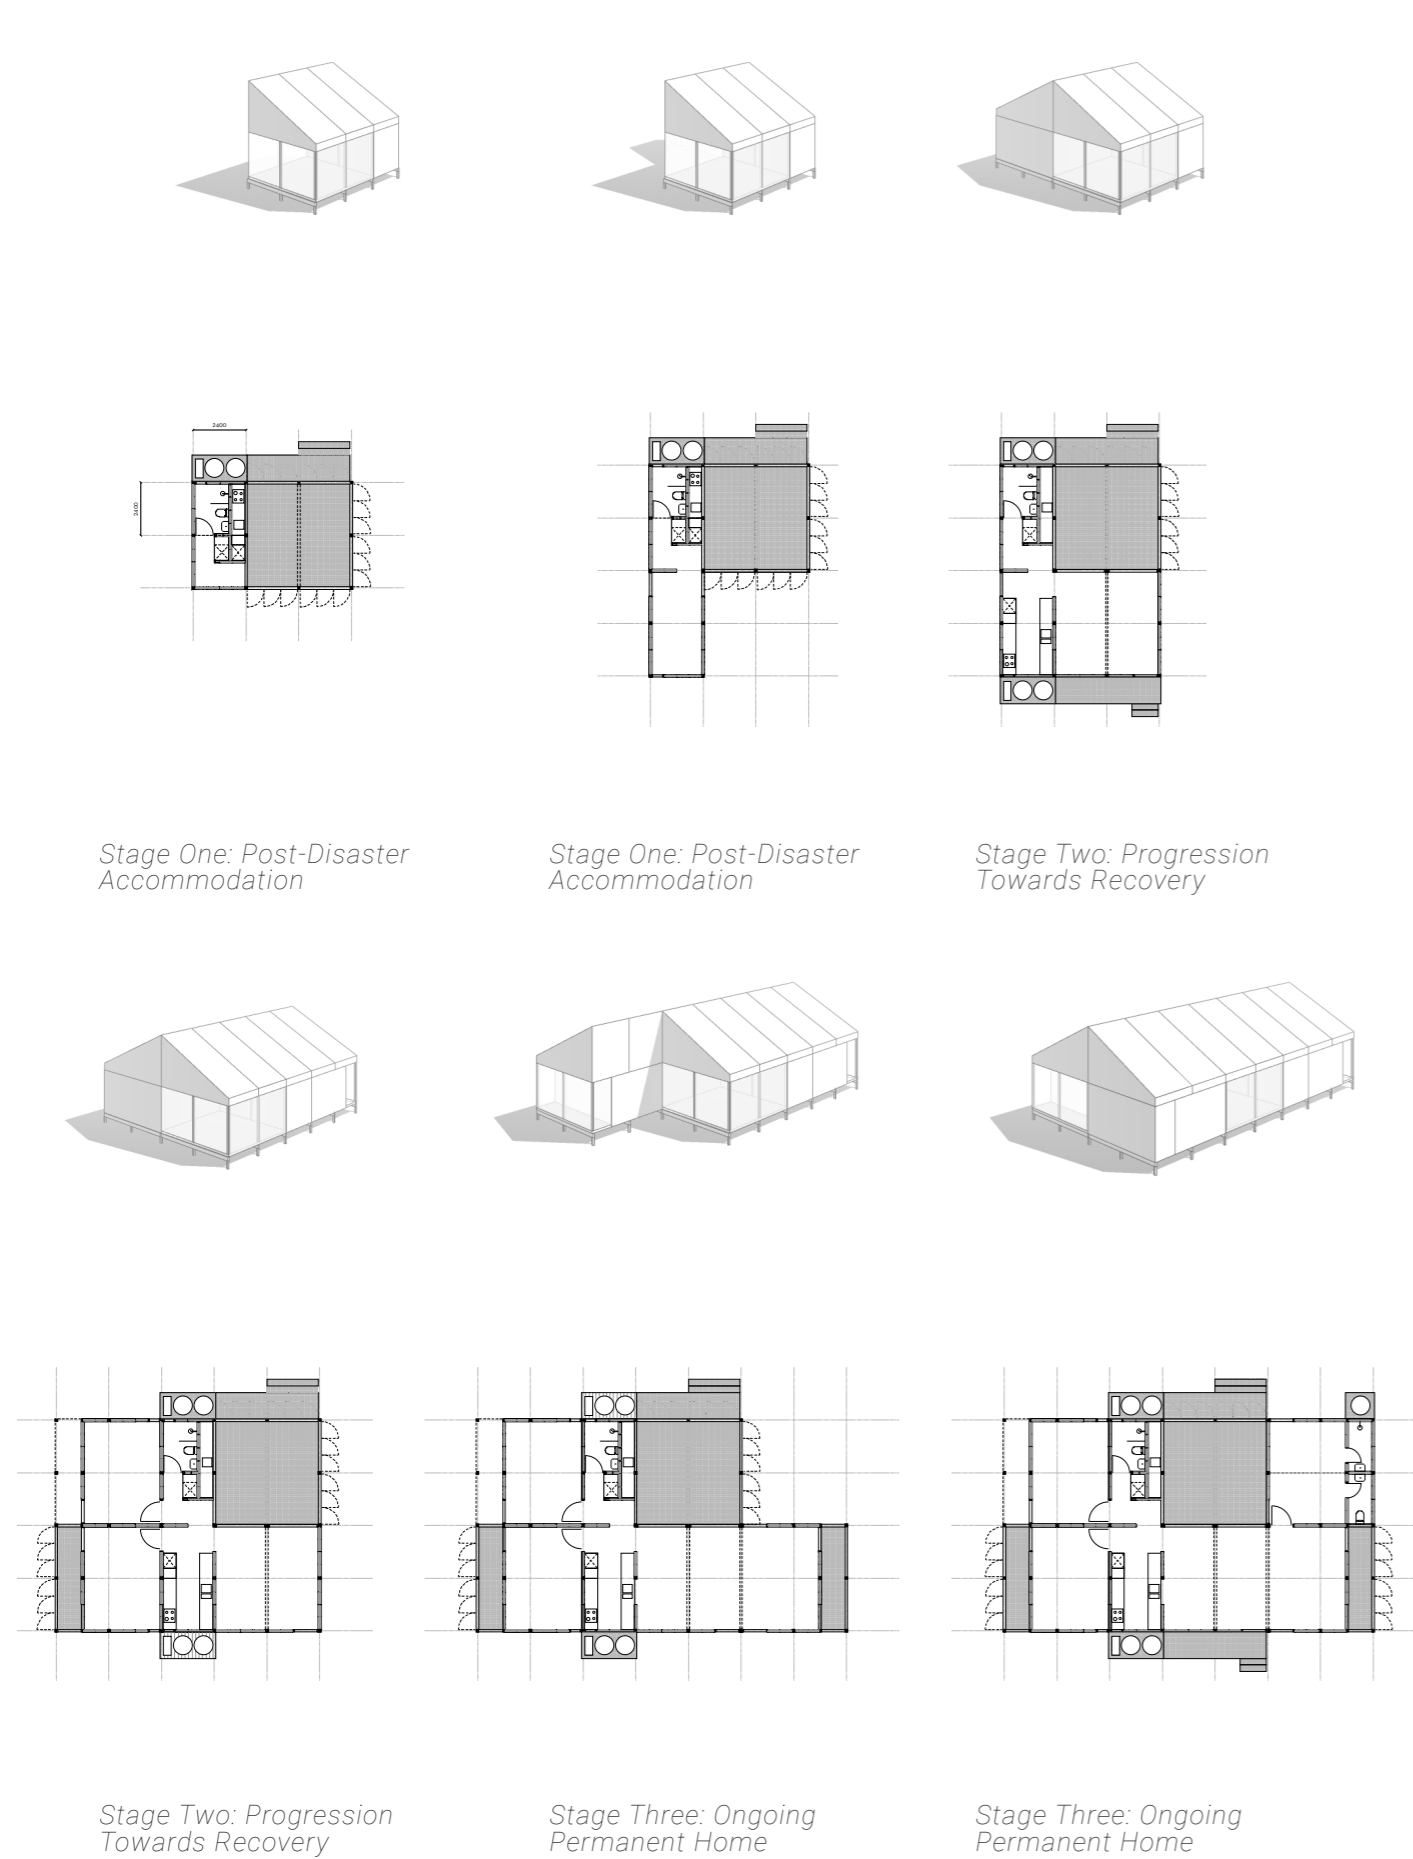 2400
2400
Stage One: Post-Disaster
Accommodation
Stage One: Post-Disaster
Accommodation
Stage Two: Progression
Towards Recovery
Stage Two: Progression
Towards Recovery
Stage Three: Ongoing
Permanent Home
Stage Three: Ongoing
Permanent Home